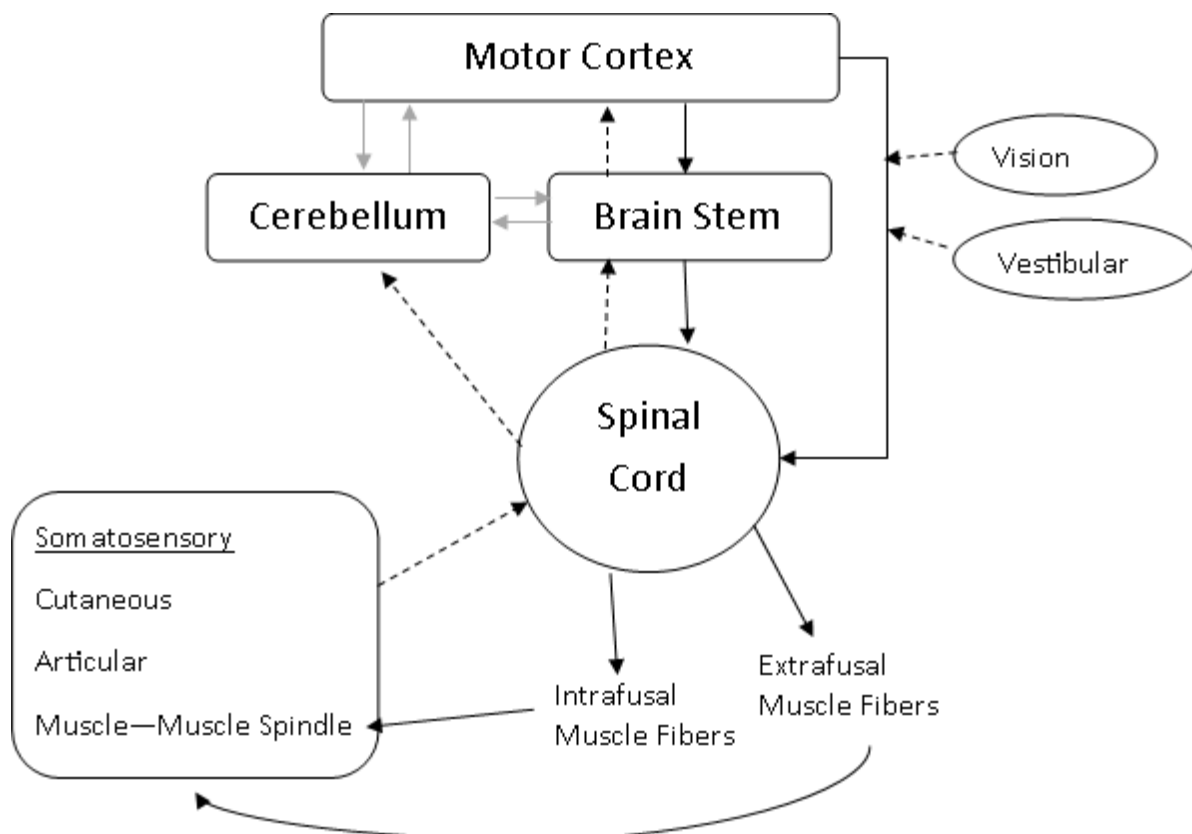 Motor Cortex
Vision
Cerebellum
Brain Stem
Vestibular
Spinal
Cord
Somatosensory
Cutaneous
Articular
Muscle—Muscle Spindle
Intrafusal
Muscle Fibers
Extrafusal
Muscle Fibers